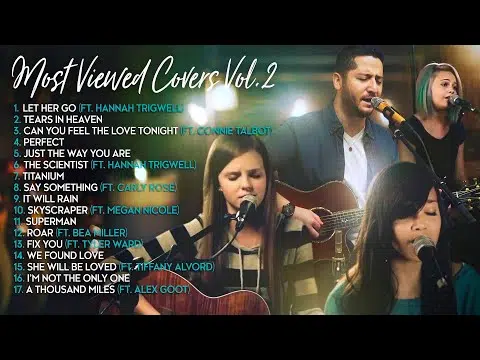 Most Viewed Covers Vol.2
1. LET HER GO (FT. HANNAH TRIGWELL)
2. TEARS IN HEAVEN
3. CAN YOU FEEL THE LOVE TONIGHT (FT. CONNIE TALBOT)
4. PERFECT
5. JUST THE WAY YOU ARE
6. THE SCIENTIST (FT. HANNAH TRIGWELL)
7. TITANIUM
8. SAY SOMETHING (FT. CARLY ROSE)
9. IT WILL RAIN
10. SKYSCRAPER (FT. MEGAN NICOLE)
11. SUPERMAN
12. ROAR (FT. BEA MILLER)
13. FIX YOU (FT. TYLER WARD)
14. WE FOUND LOVE
15. SHE WILL BE LOVED (FT. TIFFANY ALVORD)
16. I'M NOT THE ONLY ONE
17. A THOUSAND MILES (FT. ALEX GOOT)